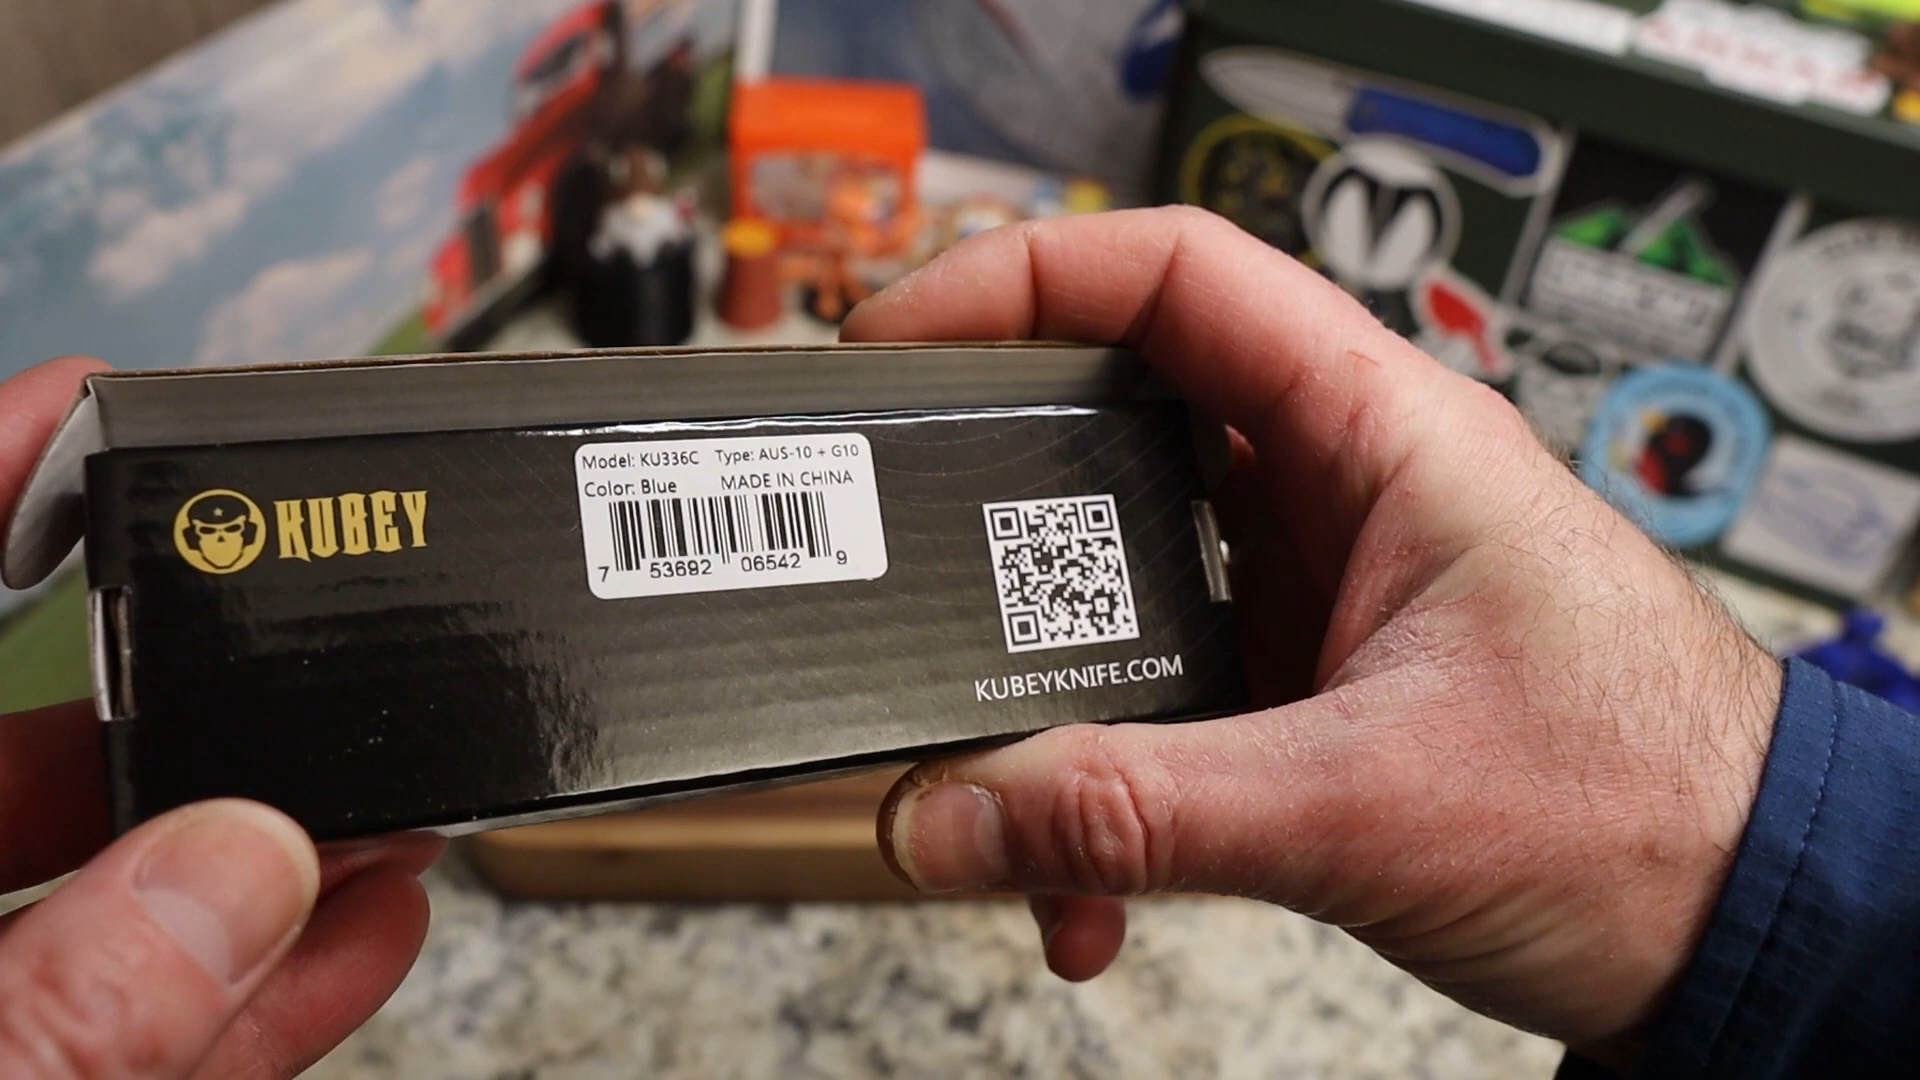 KUBEY
Model: KU336C Type: AUS-10 + G10
Color: Blue MADE IN CHINA
7 53692 06542 9
KUBEYKNIFE.COM